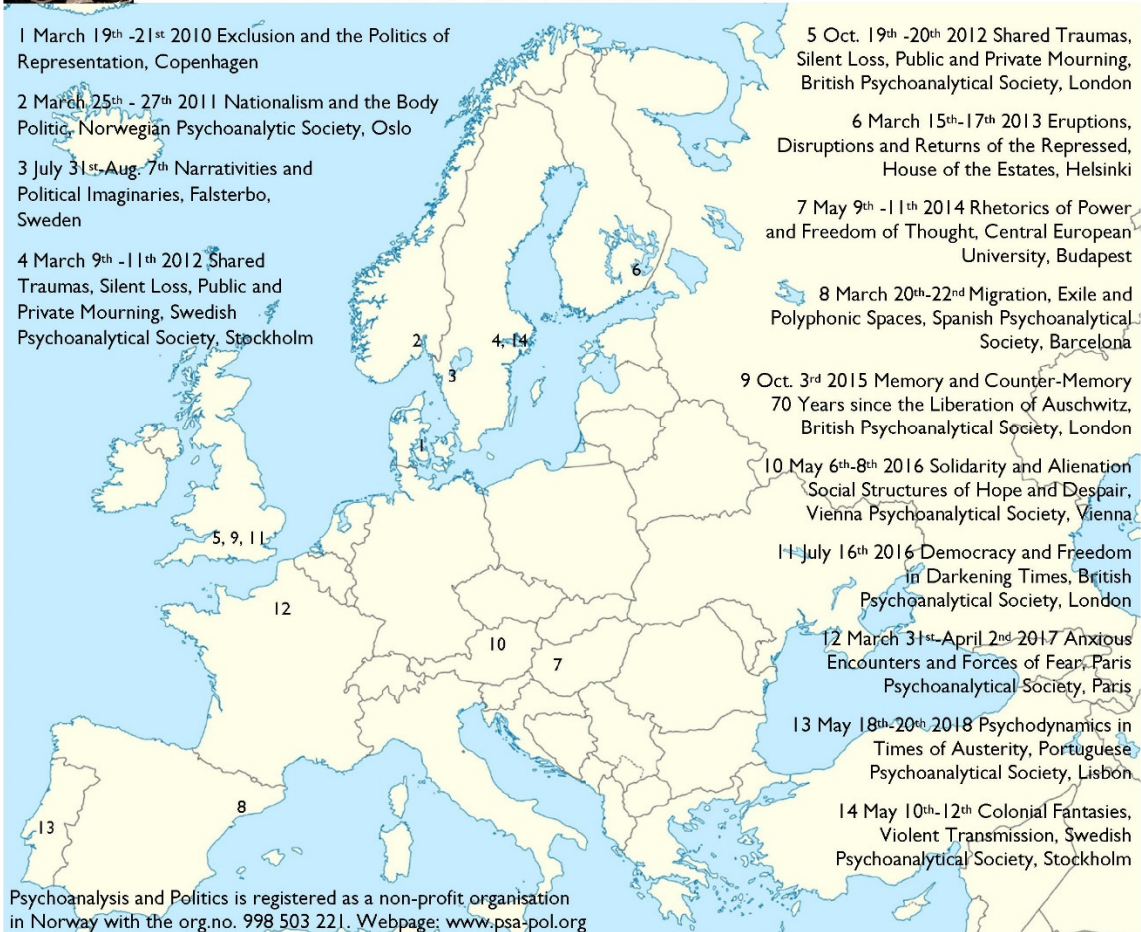 1 March 19th -21st 2010 Exclusion and the Politics of
Representation, Copenhagen
2 March 25th - 27th 2011 Nationalism and the Body
Politic, Norwegian Psychoanalytic Society, Oslo
3 July 31st-Aug. 7th Narrativities and
Political Imaginaries, Falsterbo,
Sweden
4 March 9th -11th 2012 Shared
Traumas, Silent Loss, Public and
Private Mourning, Swedish
Psychoanalytical Society, Stockholm
5 Oct. 19th -20th 2012 Shared Traumas,
Silent Loss, Public and Private Mourning,
British Psychoanalytical Society, London
6 March 15th-17th 2013 Eruptions,
Disruptions and Returns of the Repressed,
House of the Estates, Helsinki
7 May 9th -11th 2014 Rhetorics of Power
and Freedom of Thought, Central European
University, Budapest
8 March 20th-22nd Migration, Exile and
Polyphonic Spaces, Spanish Psychoanalytical
Society, Barcelona
9 Oct. 3rd 2015 Memory and Counter-Memory
70 Years since the Liberation of Auschwitz,
British Psychoanalytical Society, London
10 May 6th-8th 2016 Solidarity and Alienation
Social Structures of Hope and Despair,
Vienna Psychoanalytical Society, Vienna
11 July 16th 2016 Democracy and Freedom
in Darkening Times, British
Psychoanalytical Society, London
12 March 31st-April 2nd 2017 Anxious
Encounters and Forces of Fear, Paris
Psychoanalytical Society, Paris
13 May 18th-20th 2018 Psychodynamics in
Times of Austerity, Portuguese
Psychoanalytical Society, Lisbon
14 May 10th-12th Colonial Fantasies,
Violent Transmission, Swedish
Psychoanalytical Society, Stockholm
6
2
4, 14
3
1
5, 9, 11
12
10
7
8
13
Psychoanalysis and Politics is registered as a non-profit organisation
in Norway with the org.no. 998 503 221. Webpage: www.psa-pol.org